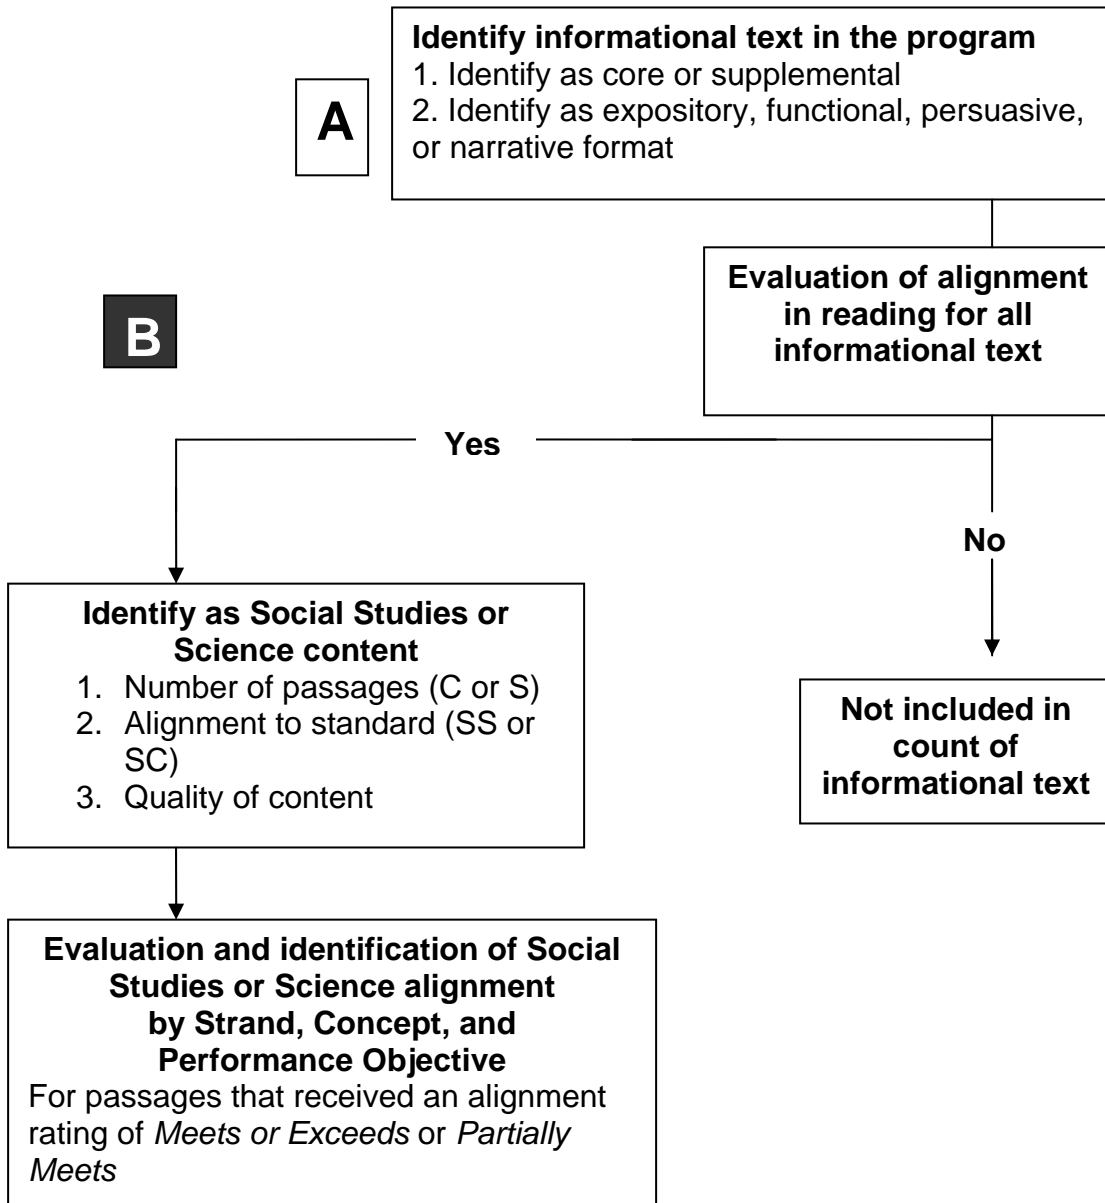 Identify informational text in the program
1. Identify as core or supplemental
2. Identify as expository, functional, persuasive,
or narrative format
A
Evaluation of alignment
in reading for all
informational text
B
Yes
No
Identify as Social Studies or
Science content
1. Number of passages (C or S)
2. Alignment to standard (SS or
SC)
3. Quality of content
Not included in
count of
informational text
Evaluation and identification of Social
Studies or Science alignment
by Strand, Concept, and
Performance Objective
For passages that received an alignment
rating of Meets or Exceeds or Partially
Meets